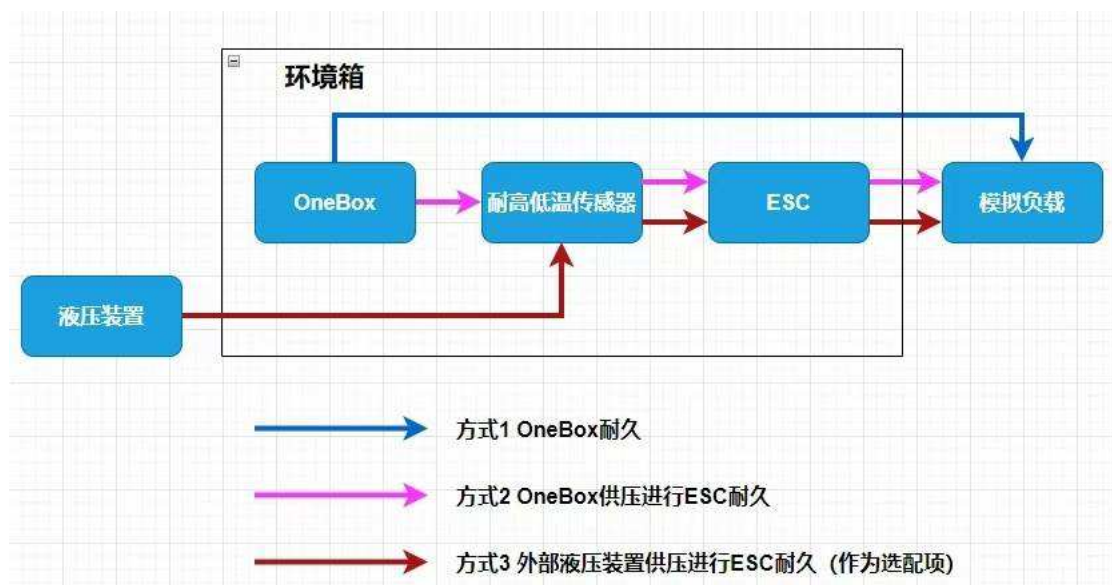 环境箱
OneBox
耐高低温传感器
ESC
模拟负载
液压装置
方式1 OneBox耐久
方式2 OneBox供压进行ESC耐久
方式3 外部液压装置供压进行ESC耐久（作为选配项）